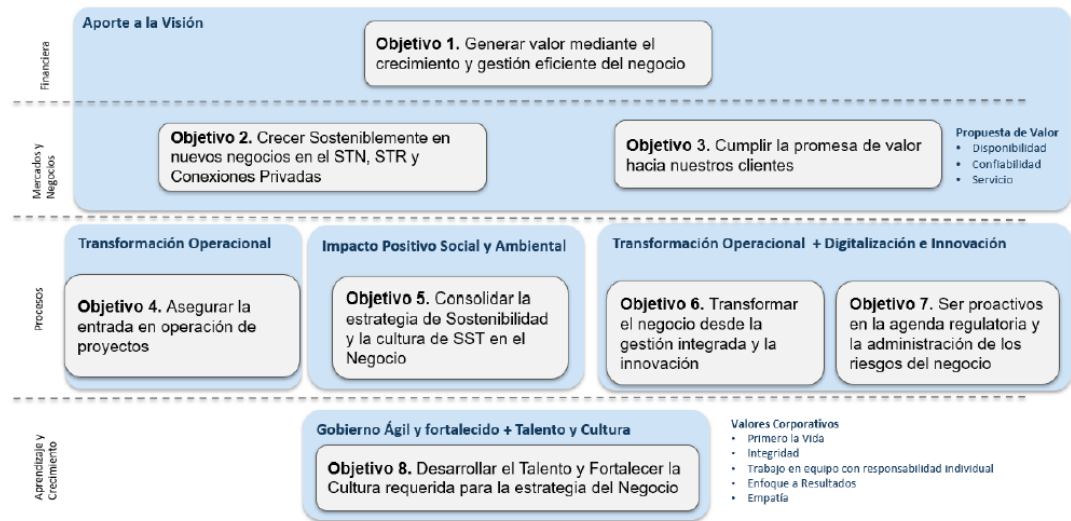 Financiera
Aporte a la Visión
Objetivo 1. Generar valor mediante el
crecimiento y gestión eficiente del negocio
Mercados y
Negocios
Objetivo 2. Crecer Sosteniblemente en
nuevos negocios en el STN, STR y
Conexiones Privadas
Objetivo 3. Cumplir la promesa de valor
hacia nuestros clientes
Propuesta de Valor
• Disponibilidad
• Confiabilidad
• Servicio
Procesos
Transformación Operacional
Objetivo 4. Asegurar la
entrada en operación de
proyectos
Impacto Positivo Social y Ambiental
Objetivo 5. Consolidar la
estrategia de Sostenibilidad
y la cultura de SST en el
Negocio
Transformación Operacional + Digitalización e Innovación
Objetivo 6. Transformar
el negocio desde la
gestión integrada y la
innovación
Objetivo 7. Ser proactivos
en la agenda regulatoria y
la administración de los
riesgos del negocio
Aprendizaje y
Crecimiento
Gobierno Ágil y fortalecido + Talento y Cultura
Objetivo 8. Desarrollar el Talento y Fortalecer la
Cultura requerida para la estrategia del Negocio
Valores Corporativos
• Primero la Vida
• Integridad
• Trabajo en equipo con responsabilidad individual
• Enfoque a Resultados
• Empatía